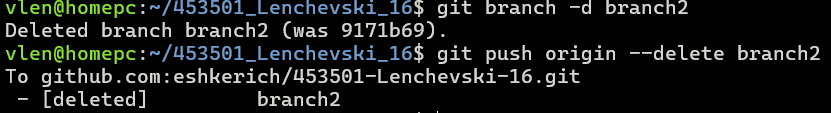 vlen@homepc:~/453501_Lenchevski_16$ git branch -d branch2
Deleted branch branch2 (was 9171b69).
vlen@homepc:~/453501_Lenchevski_16$ git push origin --delete branch2
To github.com:eshkerich/453501-Lenchevski-16.git
 - [deleted]         branch2